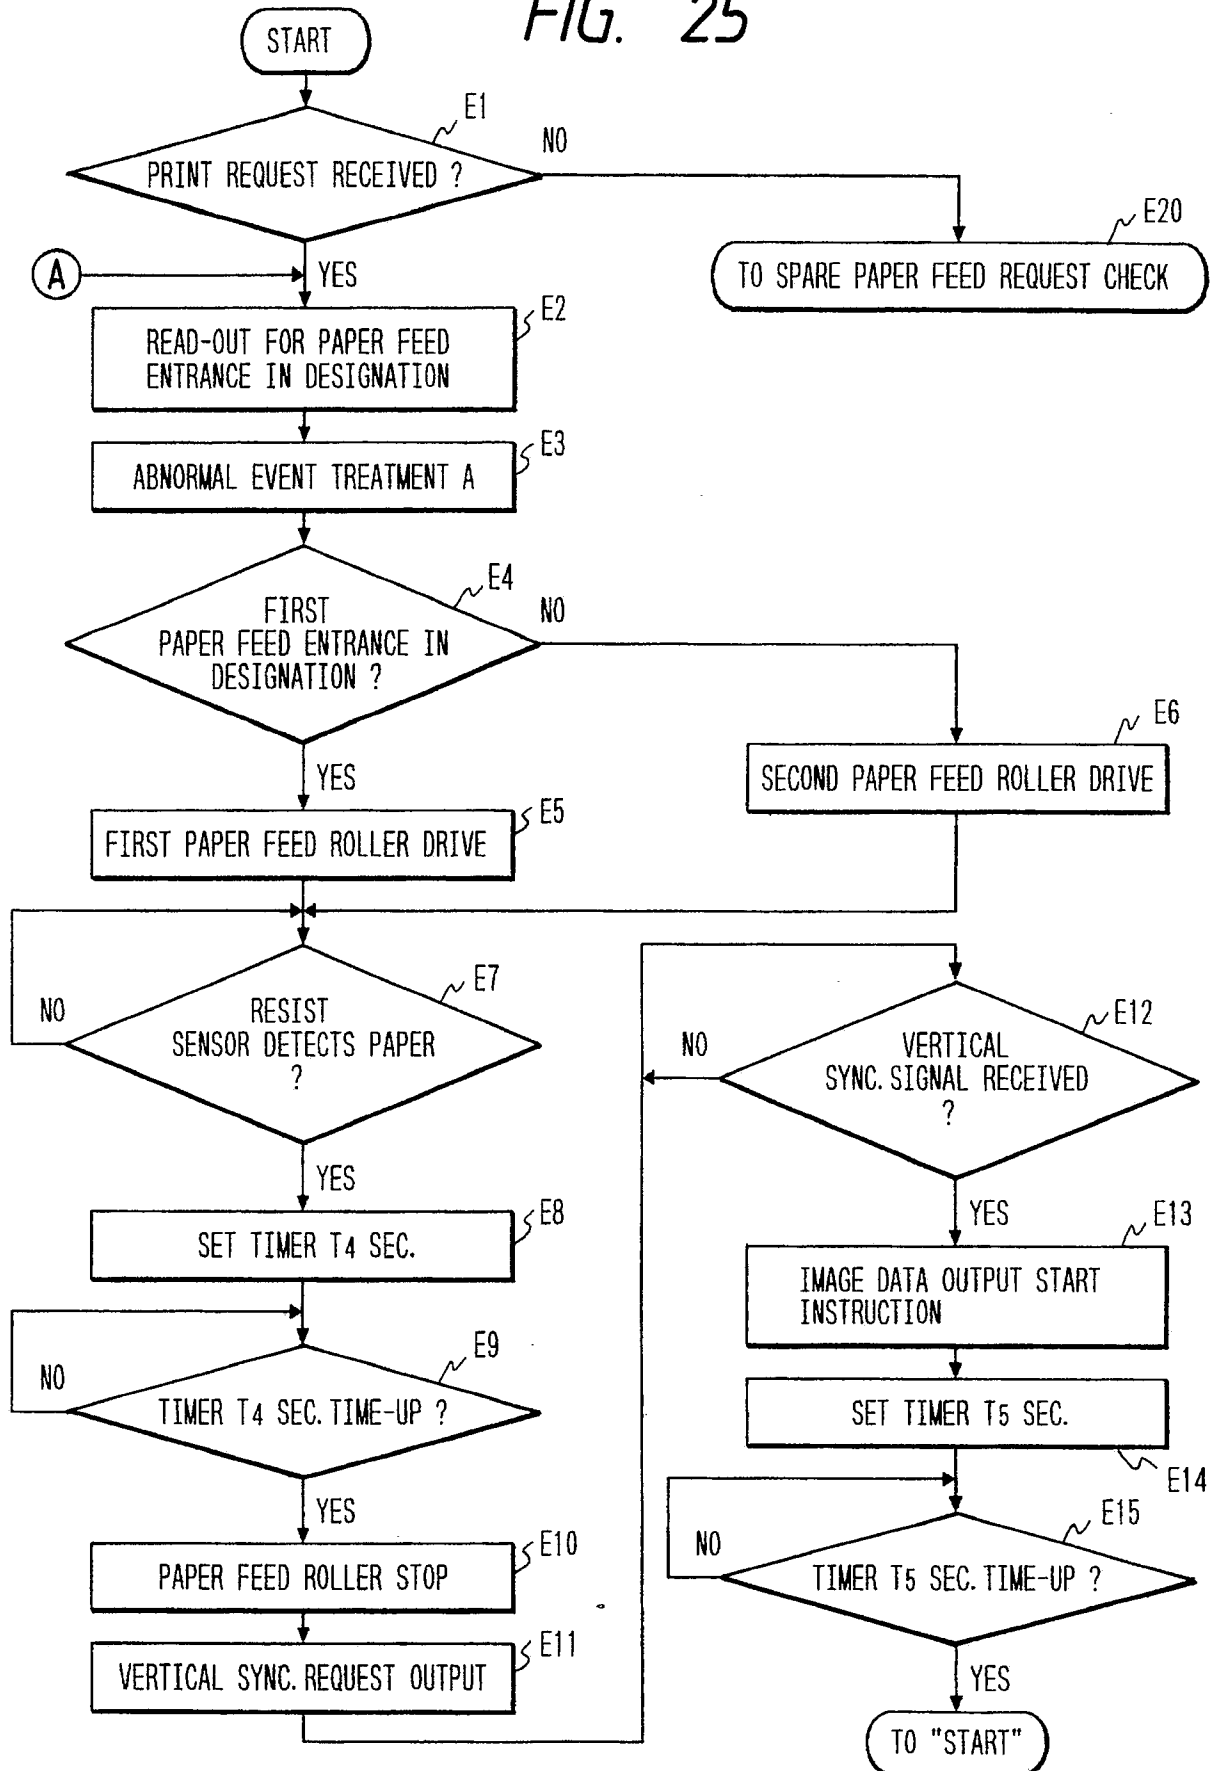 FIG. 25
START
E1
PRINT REQUEST RECEIVED ?
NO
E20
TO SPARE PAPER FEED REQUEST CHECK
A
YES
E2
READ-OUT FOR PAPER FEED
ENTRANCE IN DESIGNATION
E3
ABNORMAL EVENT TREATMENT A
E4
FIRST
PAPER FEED ENTRANCE IN
DESIGNATION ?
NO
YES
E6
SECOND PAPER FEED ROLLER DRIVE
E5
FIRST PAPER FEED ROLLER DRIVE
E7
RESIST
SENSOR DETECTS PAPER
?
NO
YES
E8
SET TIMER T4 SEC.
E9
TIMER T4 SEC. TIME-UP ?
NO
YES
E10
PAPER FEED ROLLER STOP
E11
VERTICAL SYNC. REQUEST OUTPUT
E12
VERTICAL
SYNC. SIGNAL RECEIVED
?
NO
YES
E13
IMAGE DATA OUTPUT START
INSTRUCTION
SET TIMER T5 SEC.
E14
E15
TIMER T5 SEC. TIME-UP ?
NO
YES
TO "START"